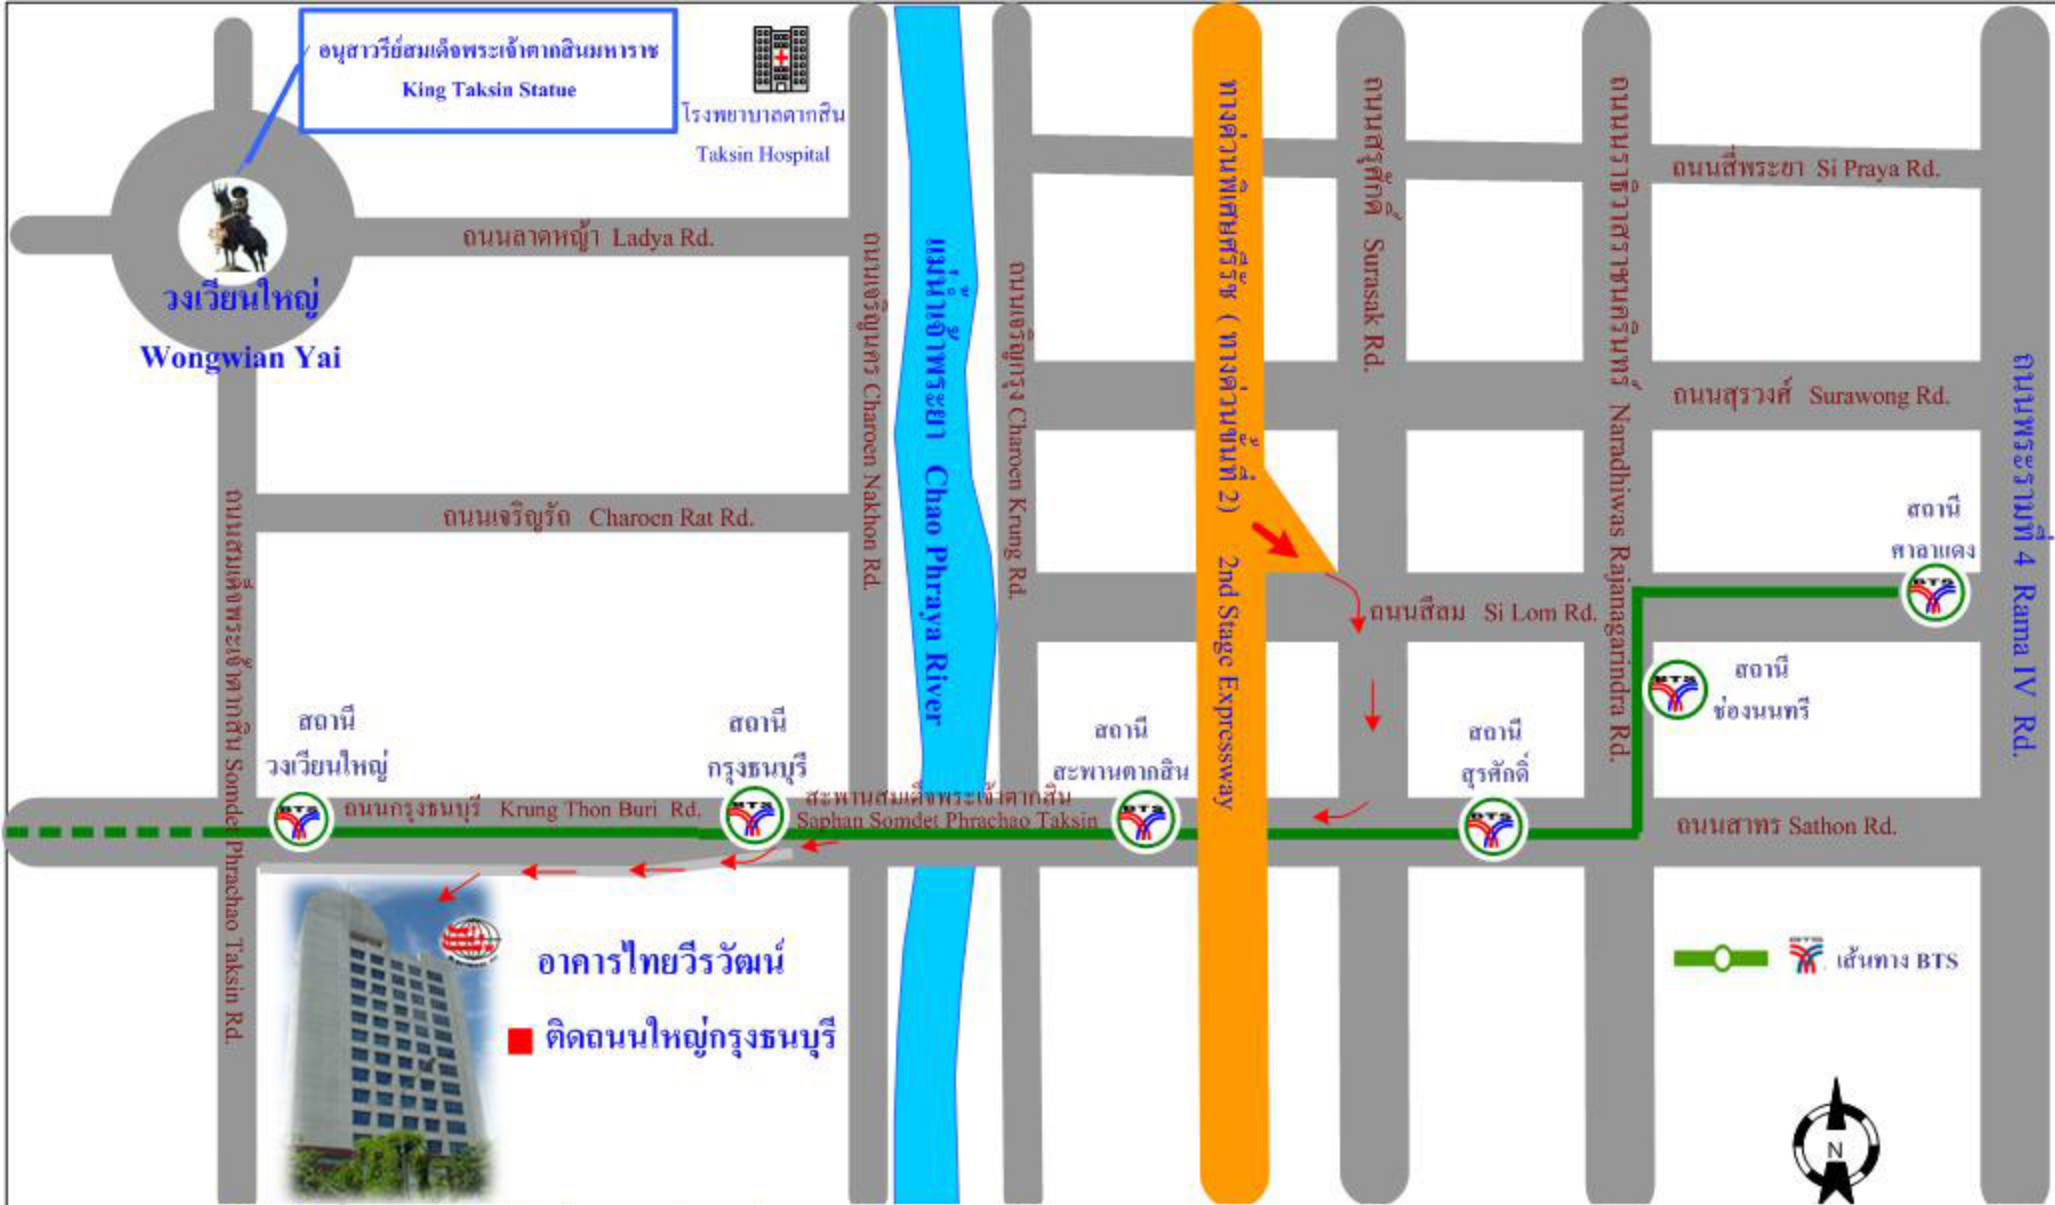 อนุสาวรีย์สมเด็จพระเจ้าตากสินมหาราช
King Taksin Statue
โรงพยาบาลตากสิน
Taksin Hospital
วงเวียนใหญ่
Wongwian Yai
ถนนลาดหญ้า Ladya Rd.
ถนนเจริญรัถ Charoen Rat Rd.
ถนนสมเด็จพระเจ้าตากสิน Somdet Phrachao Taksin Rd.
ถนนเจริญนคร Charoen Nakhon Rd.
แม่น้ำเจ้าพระยา Chao Phraya River
ถนนเจริญกรุง Charoen Krung Rd.
ทางด่วนพิเศษศรีรัช ( ทางด่วนขั้นที่ 2) 2nd Stage Expressway
ถนนสุรศักดิ์ Surasak Rd.
ถนนนราธิวาสราชนครินทร์ Naradhiwas Rajanagarindra Rd.
ถนนพระรามที่ 4 Rama IV Rd.
ถนนสี่พระยา Si Praya Rd.
ถนนสุรวงศ์ Surawong Rd.
ถนนสีลม Si Lom Rd.
สถานี
ศาลาแดง
BTS
สถานี
ช่องนนทรี
BTS
สถานี
วงเวียนใหญ่
BTS
ถนนกรุงธนบุรี Krung Thon Buri Rd.
สถานี
กรุงธนบุรี
BTS
สะพานสมเด็จพระเจ้าตากสิน
Saphan Somdet Phrachao Taksin
สถานี
สะพานตากสิน
BTS
สถานี
สุรศักดิ์
BTS
ถนนสาทร Sathon Rd.
อาคารไทยวีรวัฒน์
ติดถนนใหญ่กรุงธนบุรี
BTS
เส้นทาง BTS
N